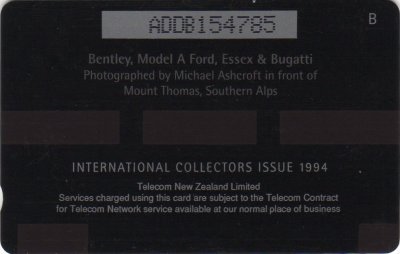 ADDB154785
B
Bentley, Model A Ford, Essex & Bugatti
Photographed by Michael Ashcroft in front of
Mount Thomas, Southern Alps
INTERNATIONAL COLLECTORS ISSUE 1994
Telecom New Zealand Limited
Services charged using this card are subject to the Telecom Contract
for Telecom Network service available at our normal place of business